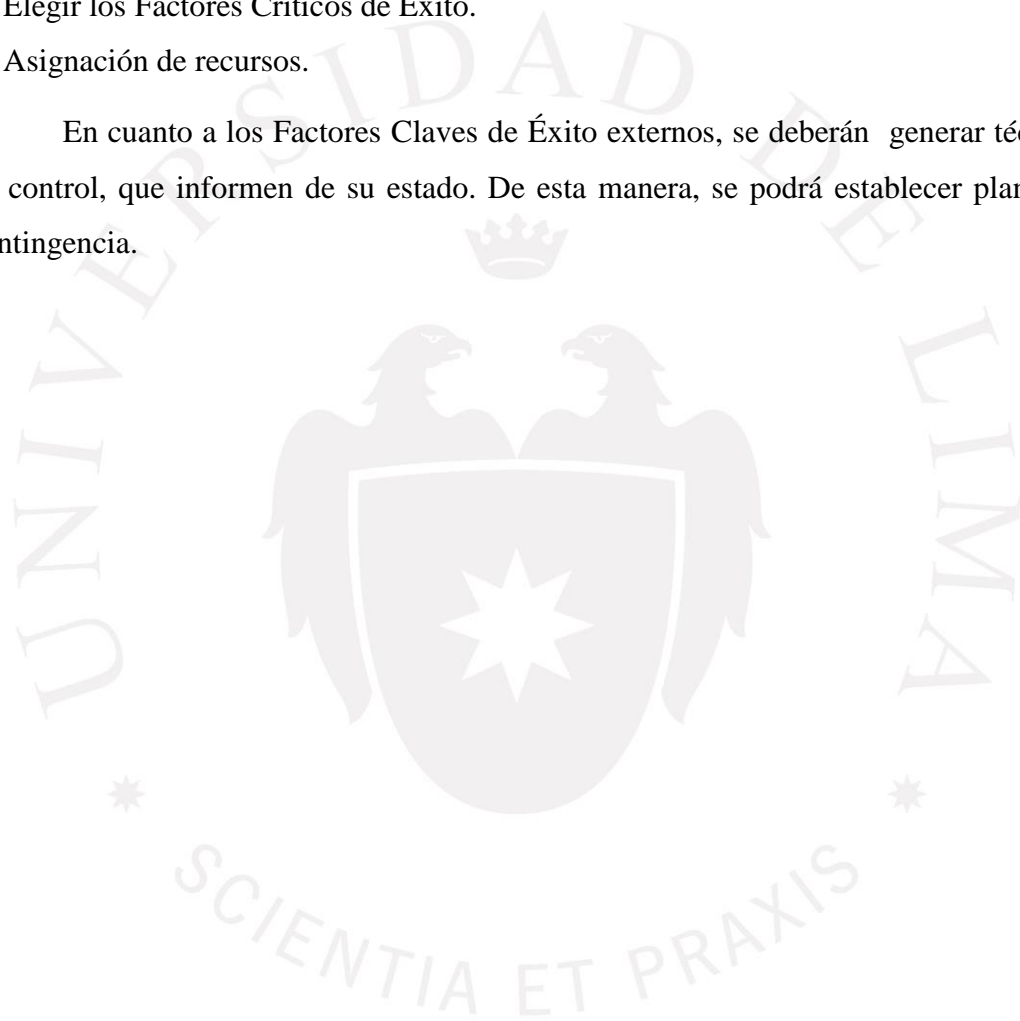 Elegir los Factores Críticos de Éxito.
Asignación de recursos.
En cuanto a los Factores Claves de Éxito externos, se deberán generar téc
control, que informen de su estado. De esta manera, se podrá establecer plan
ntingencia.
UNIVERSIDAD DE LIMA
SCIENTIA ET PRAXIS